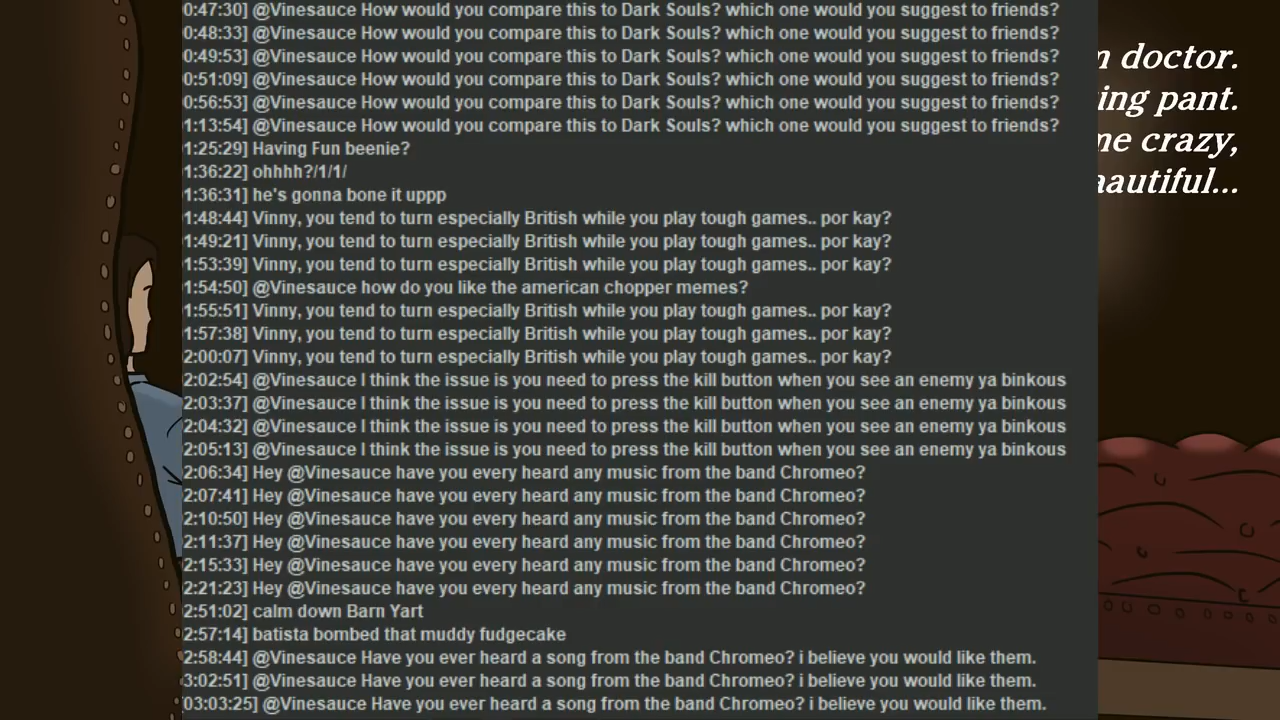 0:47:30] @Vinesauce How would you compare this to Dark Souls? which one would you suggest to friends?
0:48:33] @Vinesauce How would you compare this to Dark Souls? which one would you suggest to friends?
0:49:53] @Vinesauce How would you compare this to Dark Souls? which one would you suggest to friends?
0:51:09] @Vinesauce How would you compare this to Dark Souls? which one would you suggest to friends?
0:56:53] @Vinesauce How would you compare this to Dark Souls? which one would you suggest to friends?
1:13:54] @Vinesauce How would you compare this to Dark Souls? which one would you suggest to friends?
1:25:29] Having Fun beenie?
1:36:22] ohhhh?/1/1/
1:36:31] he's gonna bone it uppp
1:48:44] Vinny, you tend to turn especially British while you play tough games.. por kay?
1:49:21] Vinny, you tend to turn especially British while you play tough games.. por kay?
1:53:39] Vinny, you tend to turn especially British while you play tough games.. por kay?
1:54:50] @Vinesauce how do you like the american chopper memes?
1:55:51] Vinny, you tend to turn especially British while you play tough games.. por kay?
1:57:38] Vinny, you tend to turn especially British while you play tough games.. por kay?
2:00:07] Vinny, you tend to turn especially British while you play tough games.. por kay?
2:02:54] @Vinesauce I think the issue is you need to press the kill button when you see an enemy ya binkous
2:03:37] @Vinesauce I think the issue is you need to press the kill button when you see an enemy ya binkous
2:04:32] @Vinesauce I think the issue is you need to press the kill button when you see an enemy ya binkous
2:05:13] @Vinesauce I think the issue is you need to press the kill button when you see an enemy ya binkous
2:06:34] Hey @Vinesauce have you every heard any music from the band Chromeo?
2:07:41] Hey @Vinesauce have you every heard any music from the band Chromeo?
2:10:50] Hey @Vinesauce have you every heard any music from the band Chromeo?
2:11:37] Hey @Vinesauce have you every heard any music from the band Chromeo?
2:15:33] Hey @Vinesauce have you every heard any music from the band Chromeo?
2:21:23] Hey @Vinesauce have you every heard any music from the band Chromeo?
2:51:02] calm down Barn Yart
2:57:14] batista bombed that muddy fudgecake
2:58:44] @Vinesauce Have you ever heard a song from the band Chromeo? i believe you would like them.
3:02:51] @Vinesauce Have you ever heard a song from the band Chromeo? i believe you would like them.
[03:03:25] @Vinesauce Have you ever heard a song from the band Chromeo? i believe you would like them.
doctor.
ing pant.
me crazy,
aautiful...